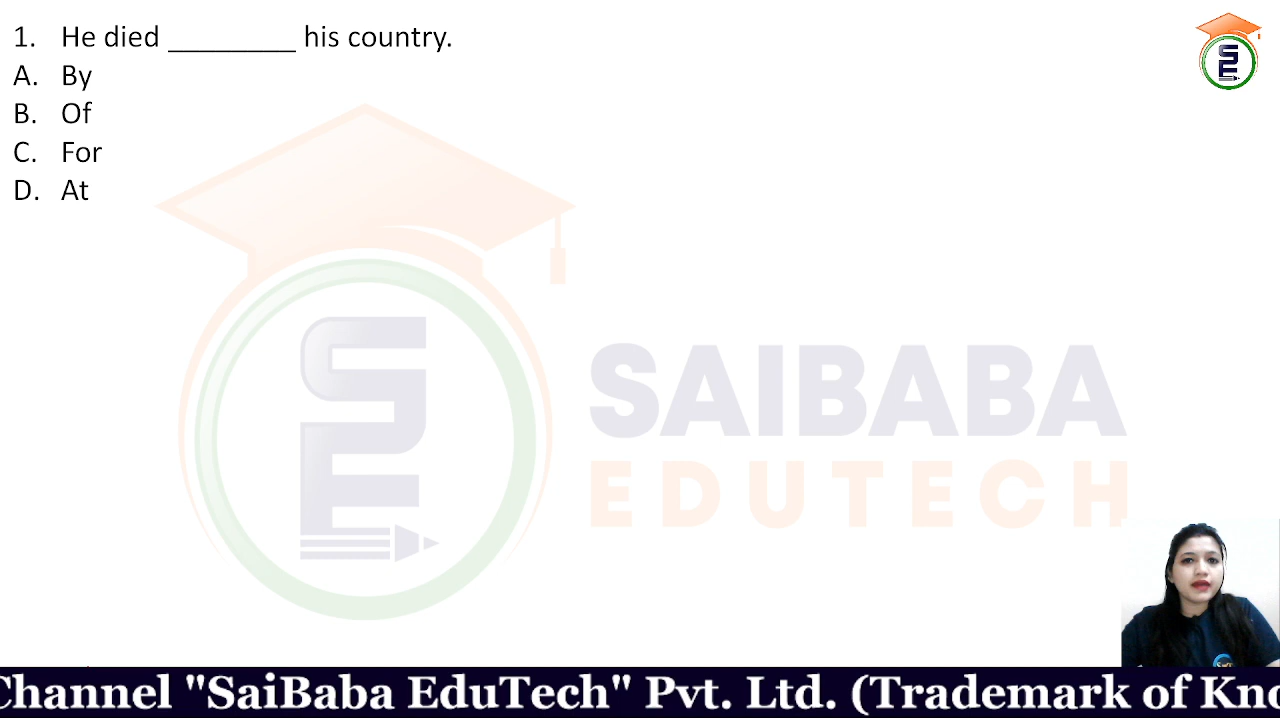 1. He died ________ his country.
A. By
B. Of
C. For
D. At
SAIBABA
EDUTECH
Channel "SaiBaba EduTech" Pvt. Ltd. (Trademark of Kno